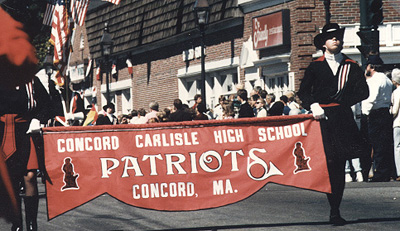 CONCORD CARLISLE HIGH SCHOOL
PATRIOTS
CONCORD, MA.